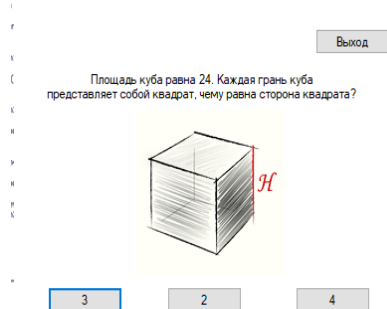 Выход
Площадь куба равна 24. Каждая грань куба
представляет собой квадрат, чему равна сторона квадрата?
H
3
2
4